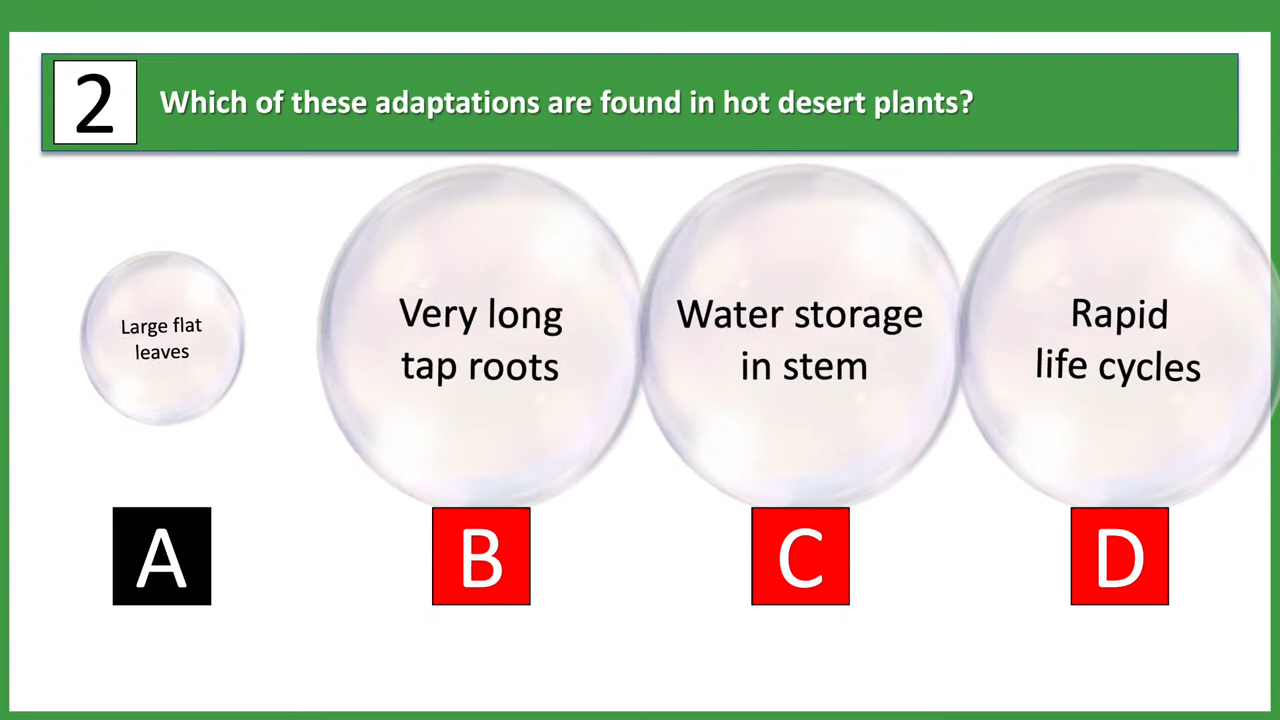 2
Which of these adaptations are found in hot desert plants?
Large flat
leaves
Very long
tap roots
Water storage
in stem
Rapid
life cycles
A
B
C
D